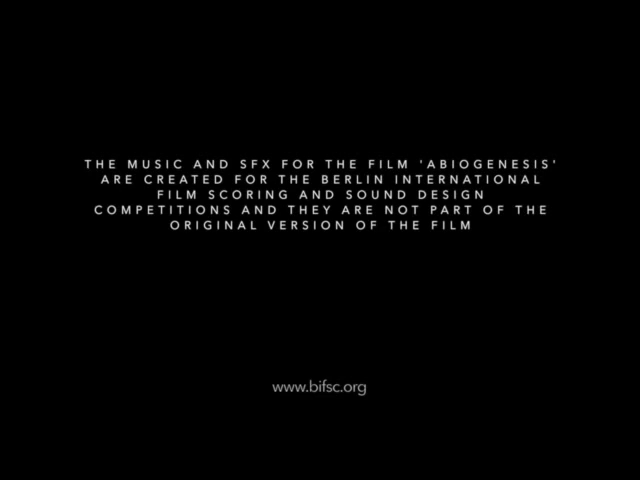 THE MUSIC AND SFX FOR THE FILM 'ABIOGENESIS'
ARE CREATED FOR THE BERLIN INTERNATIONAL
FILM SCORING AND SOUND DESIGN
COMPETITIONS AND THEY ARE NOT PART OF THE
ORIGINAL VERSION OF THE FILM
www.bifsc.org